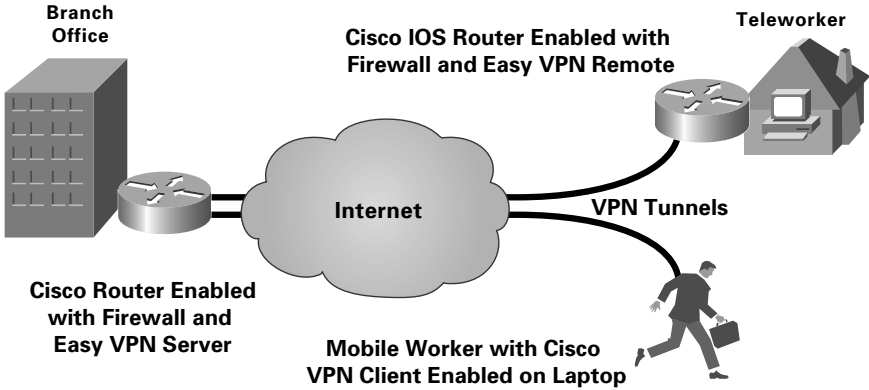 Branch
Office
Teleworker
Cisco IOS Router Enabled with
Firewall and Easy VPN Remote
Internet
VPN Tunnels
Cisco Router Enabled
with Firewall and
Easy VPN Server
Mobile Worker with Cisco
VPN Client Enabled on Laptop